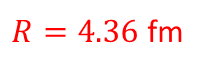 R = 4.36 fm